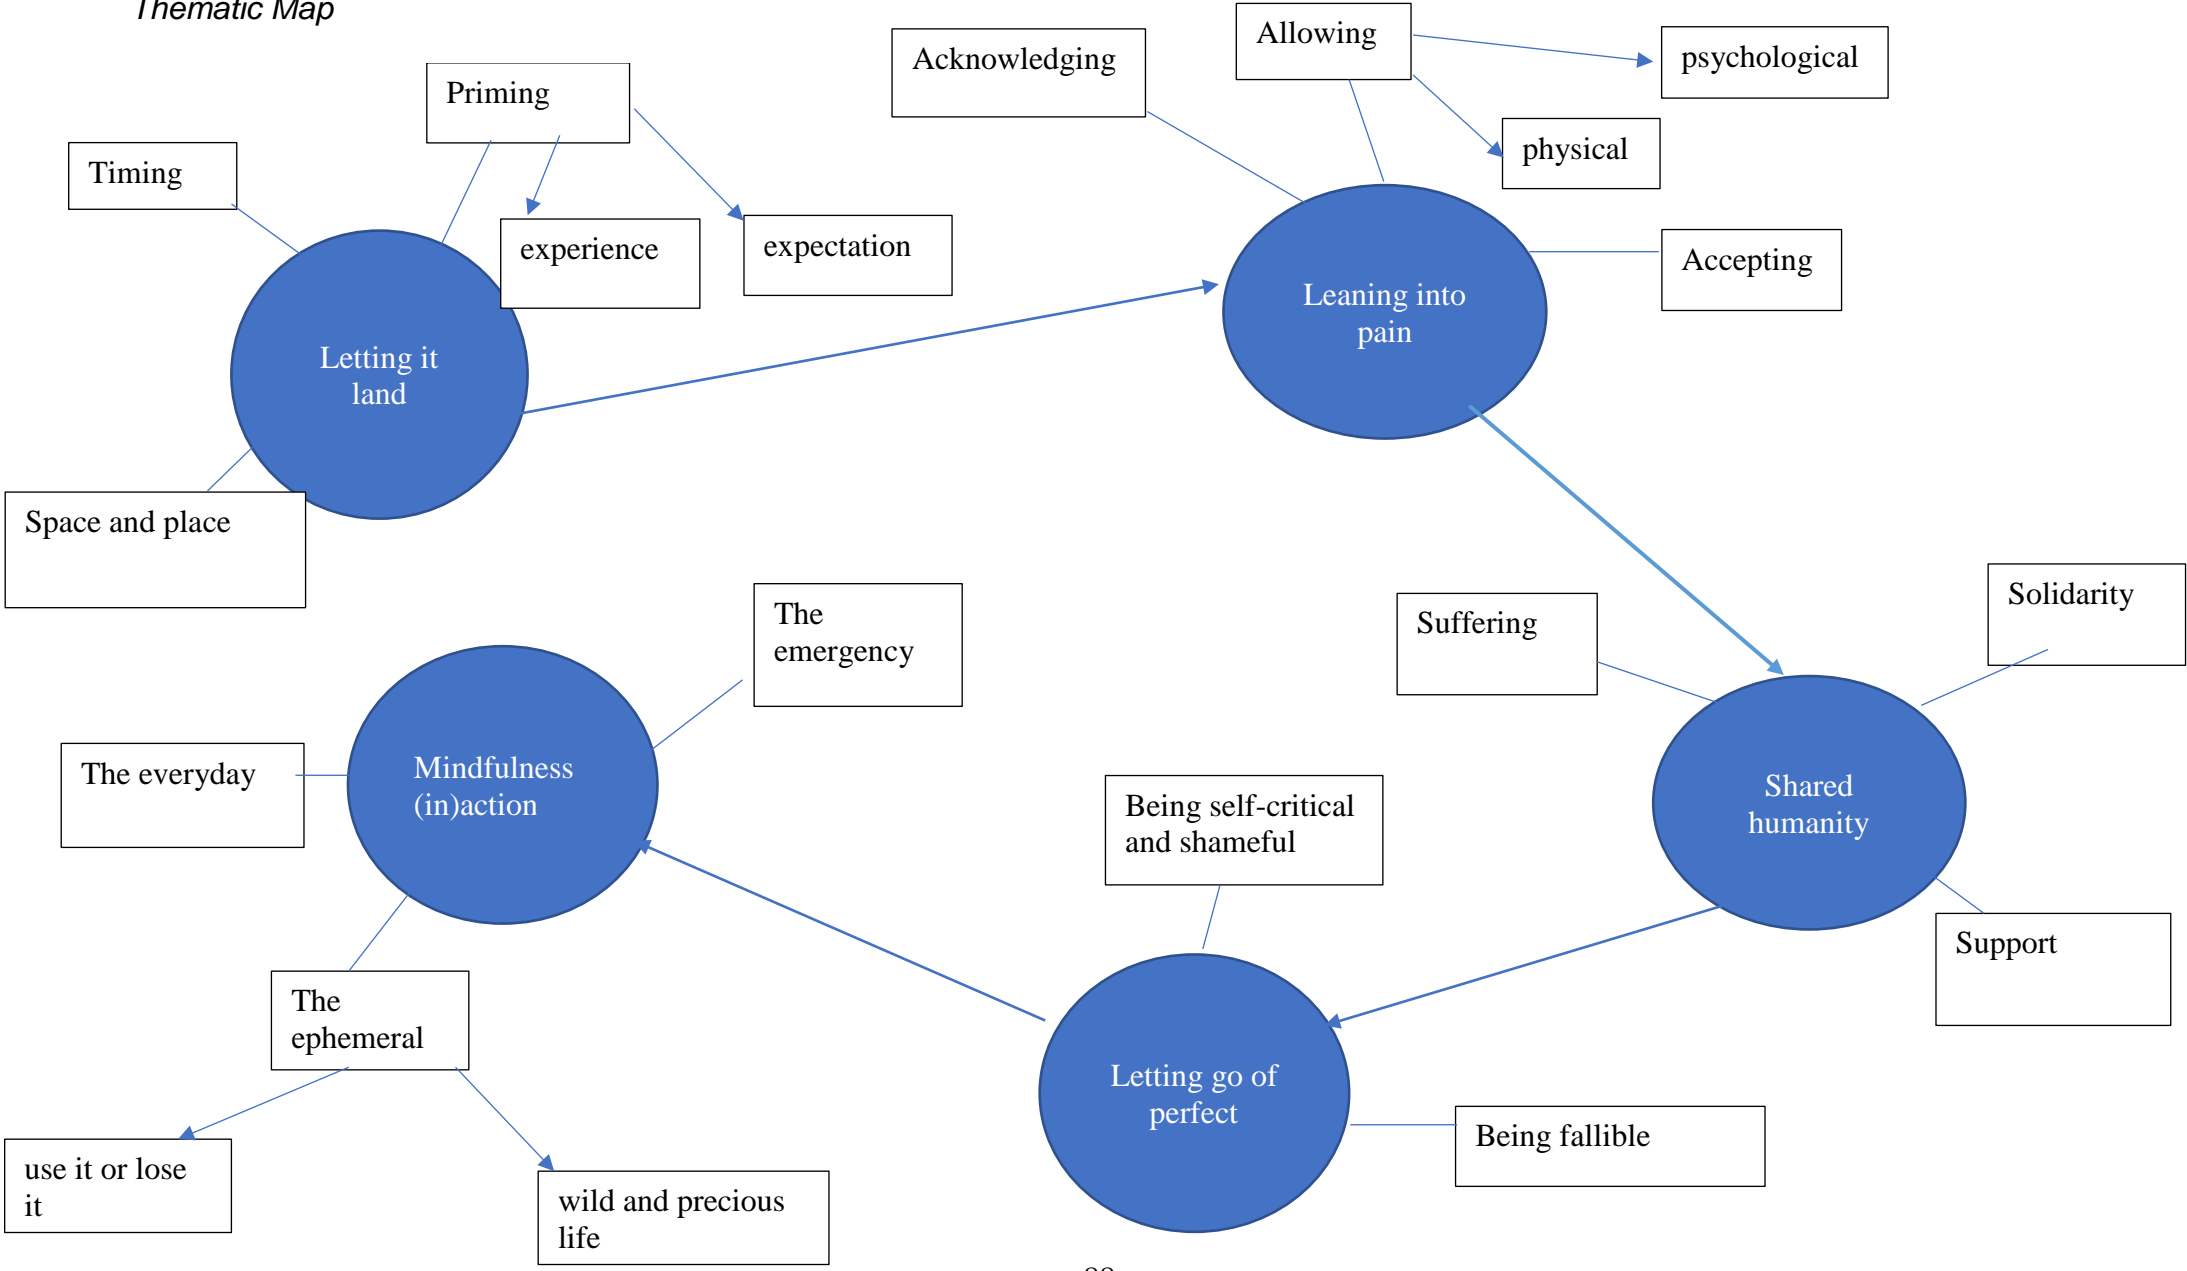 Thematic Map
Priming
Timing
experience
expectation
Letting it
land
Space and place
Acknowledging
Allowing
psychological
physical
Accepting
Leaning into
pain
Suffering
Solidarity
Shared
humanity
Support
Being self-critical
and shameful
Letting go of
perfect
Being fallible
The
emergency
Mindfulness
(in)action
The everyday
The
ephemeral
use it or lose
it
wild and precious
life